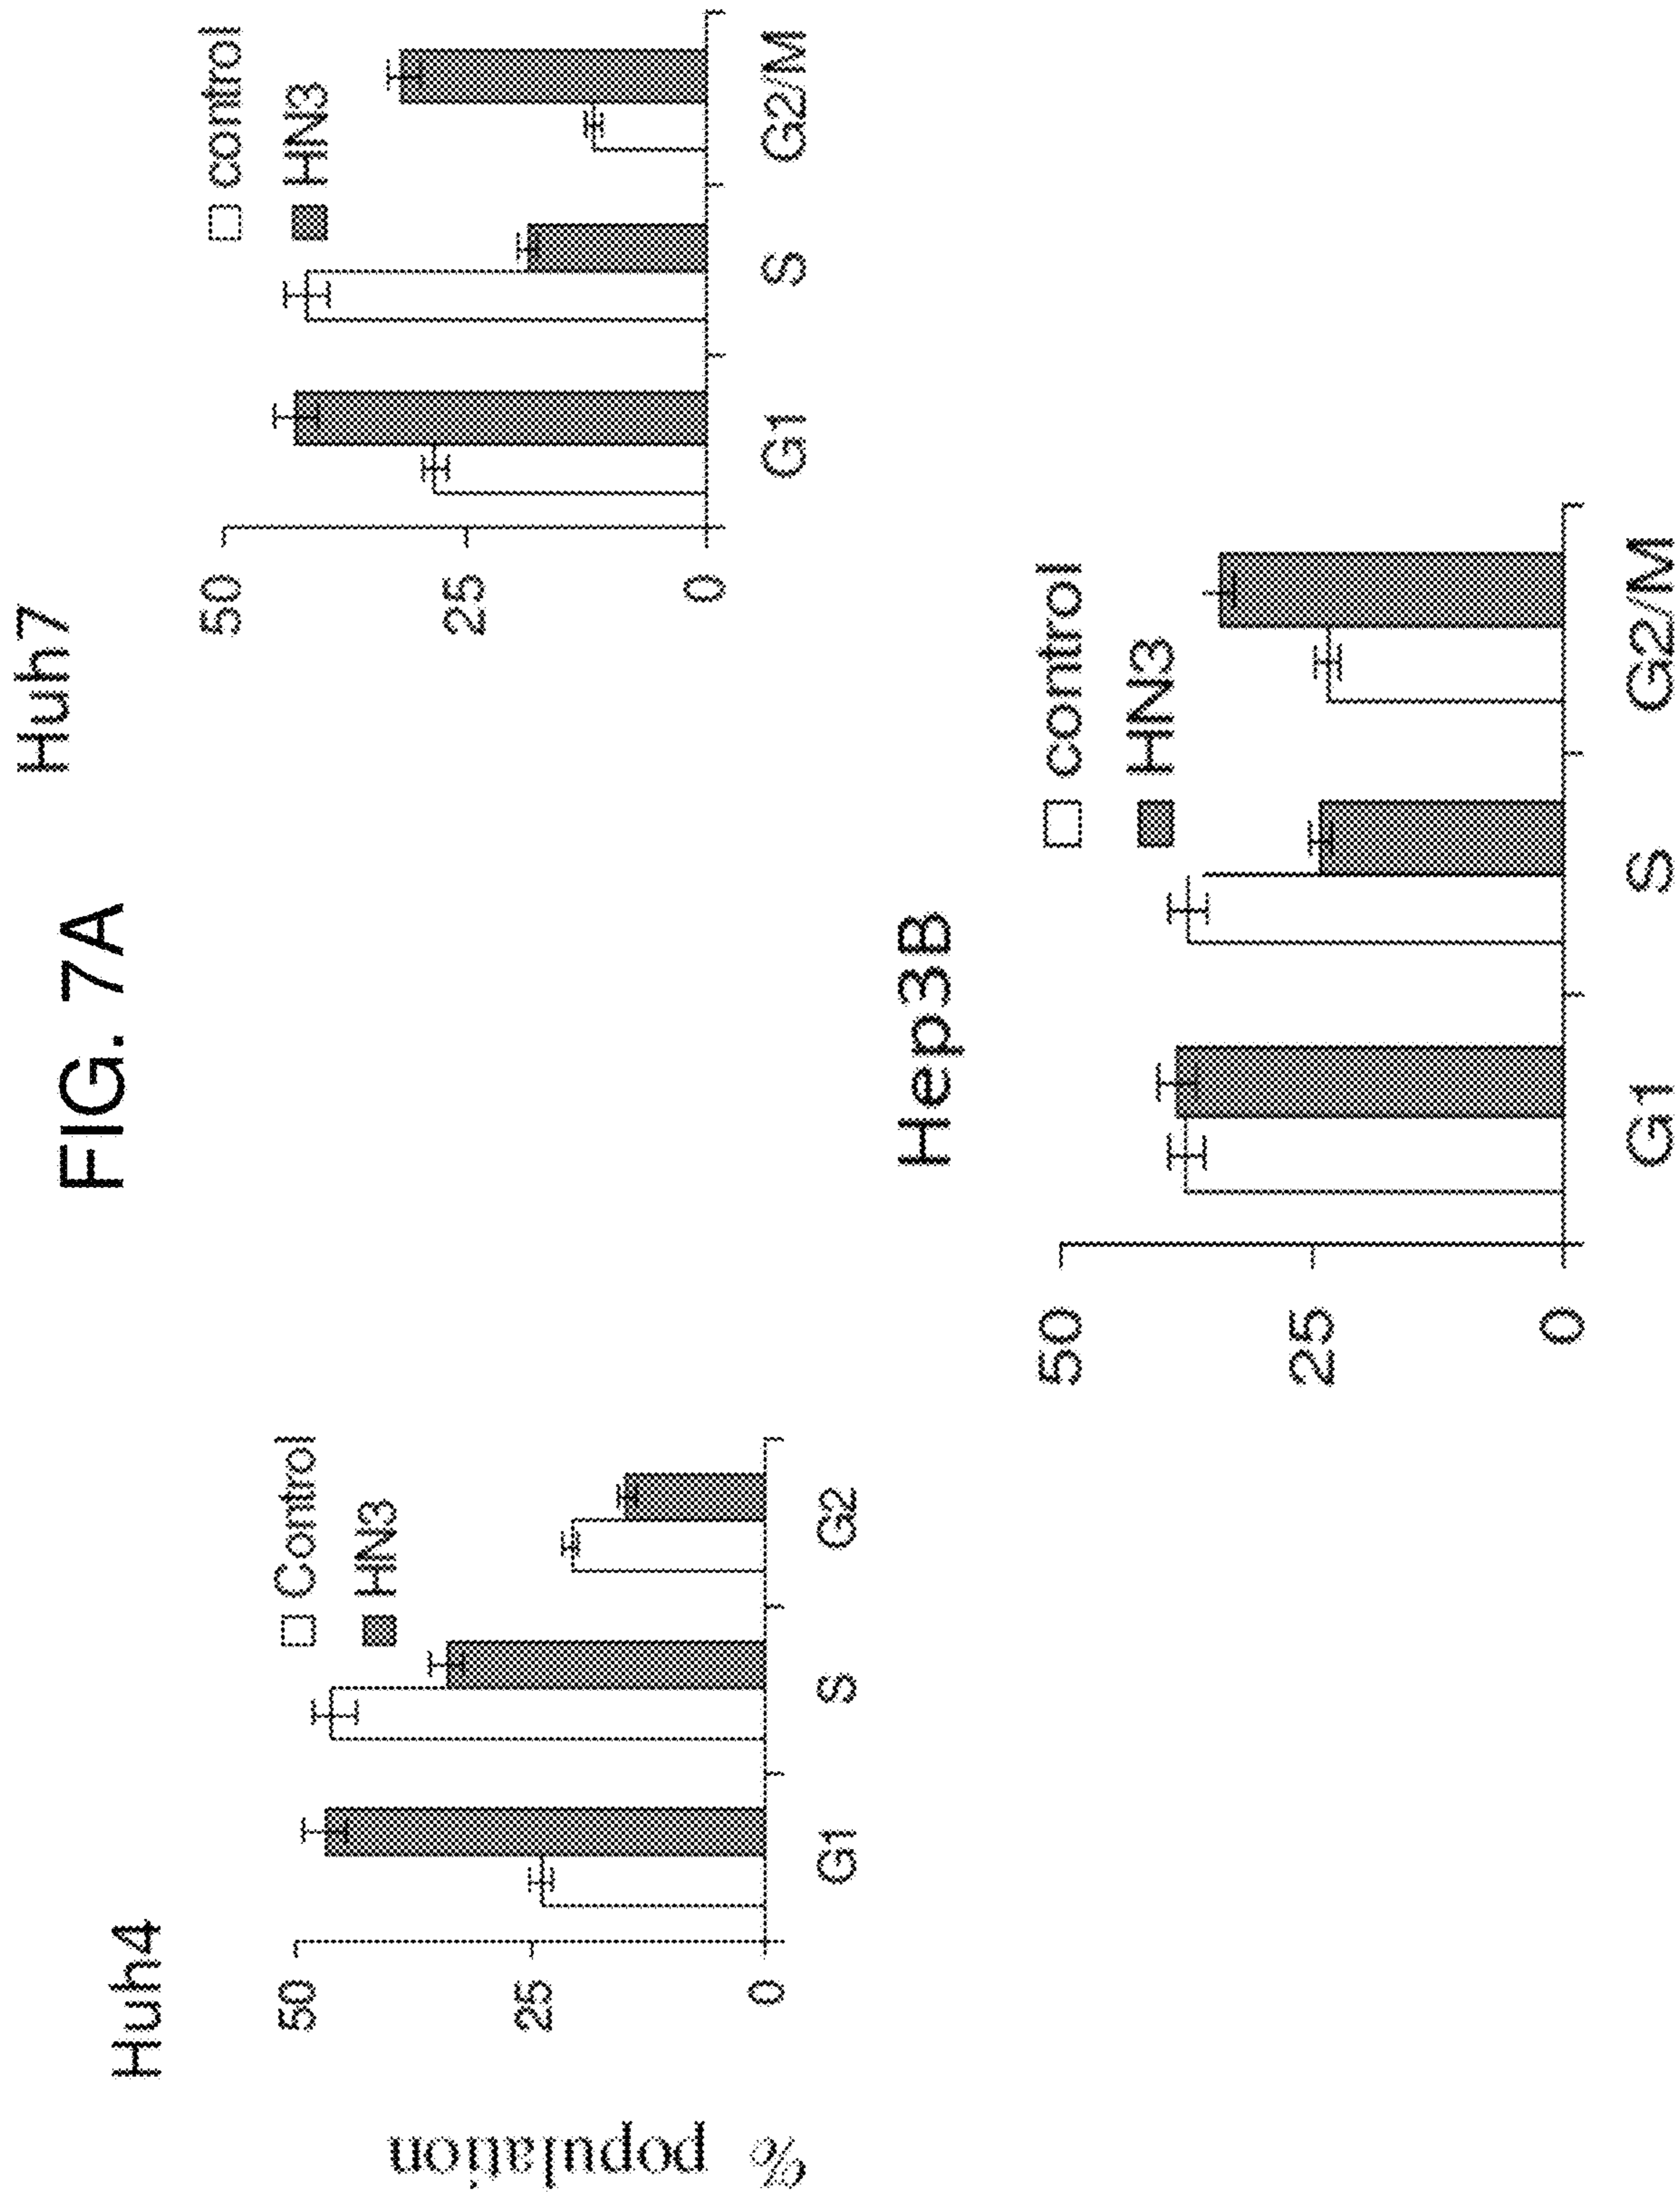 FIG. 7A
Huh4
% population
50
25
0
Control
HN3
G1 S G2
Huh7
50
25
0
control
HN3
G1 S G2/M
Hep3B
50
25
0
control
HN3
G1 S G2/M